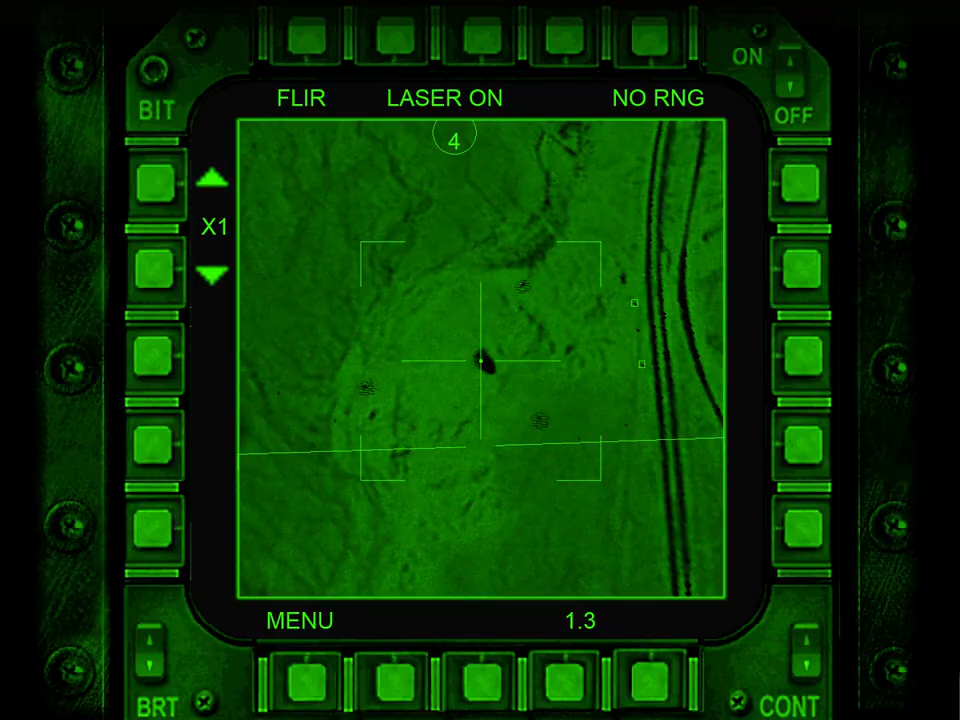 ON
FLIR LASER ON NO RNG
BIT
OFF
4
X1
MENU 1.3
BRT CONT